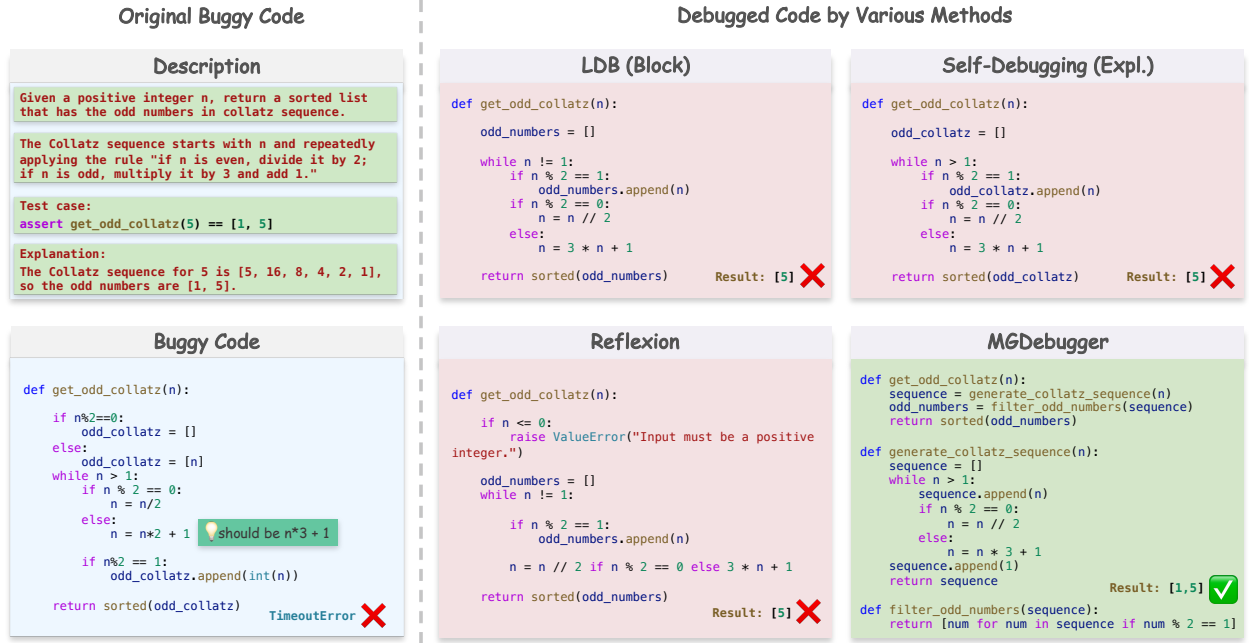 Original Buggy Code
Description
Given a positive integer n, return a sorted list
that has the odd numbers in collatz sequence.
The Collatz sequence starts with n and repeatedly
applying the rule "if n is even, divide it by 2;
if n is odd, multiply it by 3 and add 1."
Test case:
assert get_odd_collatz(5) == [1, 5]
Explanation:
The Collatz sequence for 5 is [5, 16, 8, 4, 2, 1],
so the odd numbers are [1, 5].
Buggy Code
def get_odd_collatz(n):
    if n%2==0:
        odd_collatz = []
    else:
        odd_collatz = [n]
    while n > 1:
        if n % 2 == 0:
            n = n/2
        else:
            n = n*2 + 1
should be n*3 + 1
        if n%2 == 1:
            odd_collatz.append(int(n))
    return sorted(odd_collatz)
TimeoutError
Debugged Code by Various Methods
LDB (Block)
def get_odd_collatz(n):
    odd_numbers = []
    while n != 1:
        if n % 2 == 1:
            odd_numbers.append(n)
        if n % 2 == 0:
            n = n // 2
        else:
            n = 3 * n + 1
    return sorted(odd_numbers)
Result: [5]
Self-Debugging (Expl.)
def get_odd_collatz(n):
    odd_collatz = []
    while n > 1:
        if n % 2 == 1:
            odd_collatz.append(n)
        if n % 2 == 0:
            n = n // 2
        else:
            n = 3 * n + 1
    return sorted(odd_collatz)
Result: [5]
Reflexion
def get_odd_collatz(n):
    if n <= 0:
        raise ValueError("Input must be a positive
integer.")
    odd_numbers = []
    while n != 1:
        if n % 2 == 1:
            odd_numbers.append(n)
        n = n // 2 if n % 2 == 0 else 3 * n + 1
    return sorted(odd_numbers)
Result: [5]
MGDebugger
def get_odd_collatz(n):
    sequence = generate_collatz_sequence(n)
    odd_numbers = filter_odd_numbers(sequence)
    return sorted(odd_numbers)
def generate_collatz_sequence(n):
    sequence = []
    while n > 1:
        sequence.append(n)
        if n % 2 == 0:
            n = n // 2
        else:
            n = n * 3 + 1
    sequence.append(1)
    return sequence
Result: [1,5]
def filter_odd_numbers(sequence):
    return [num for num in sequence if num % 2 == 1]